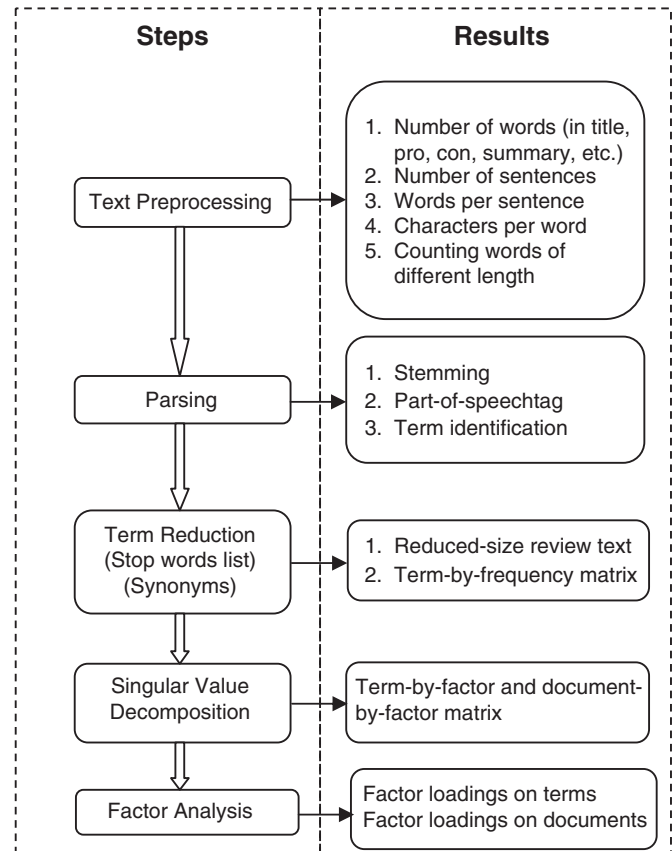 Steps
Results
Text Preprocessing
1. Number of words (in title,
pro, con, summary, etc.)
2. Number of sentences
3. Words per sentence
4. Characters per word
5. Counting words of
different length
Parsing
1. Stemming
2. Part-of-speechtag
3. Term identification
Term Reduction
(Stop words list)
(Synonyms)
1. Reduced-size review text
2. Term-by-frequency matrix
Singular Value
Decomposition
Term-by-factor and document-
by-factor matrix
Factor Analysis
Factor loadings on terms
Factor loadings on documents